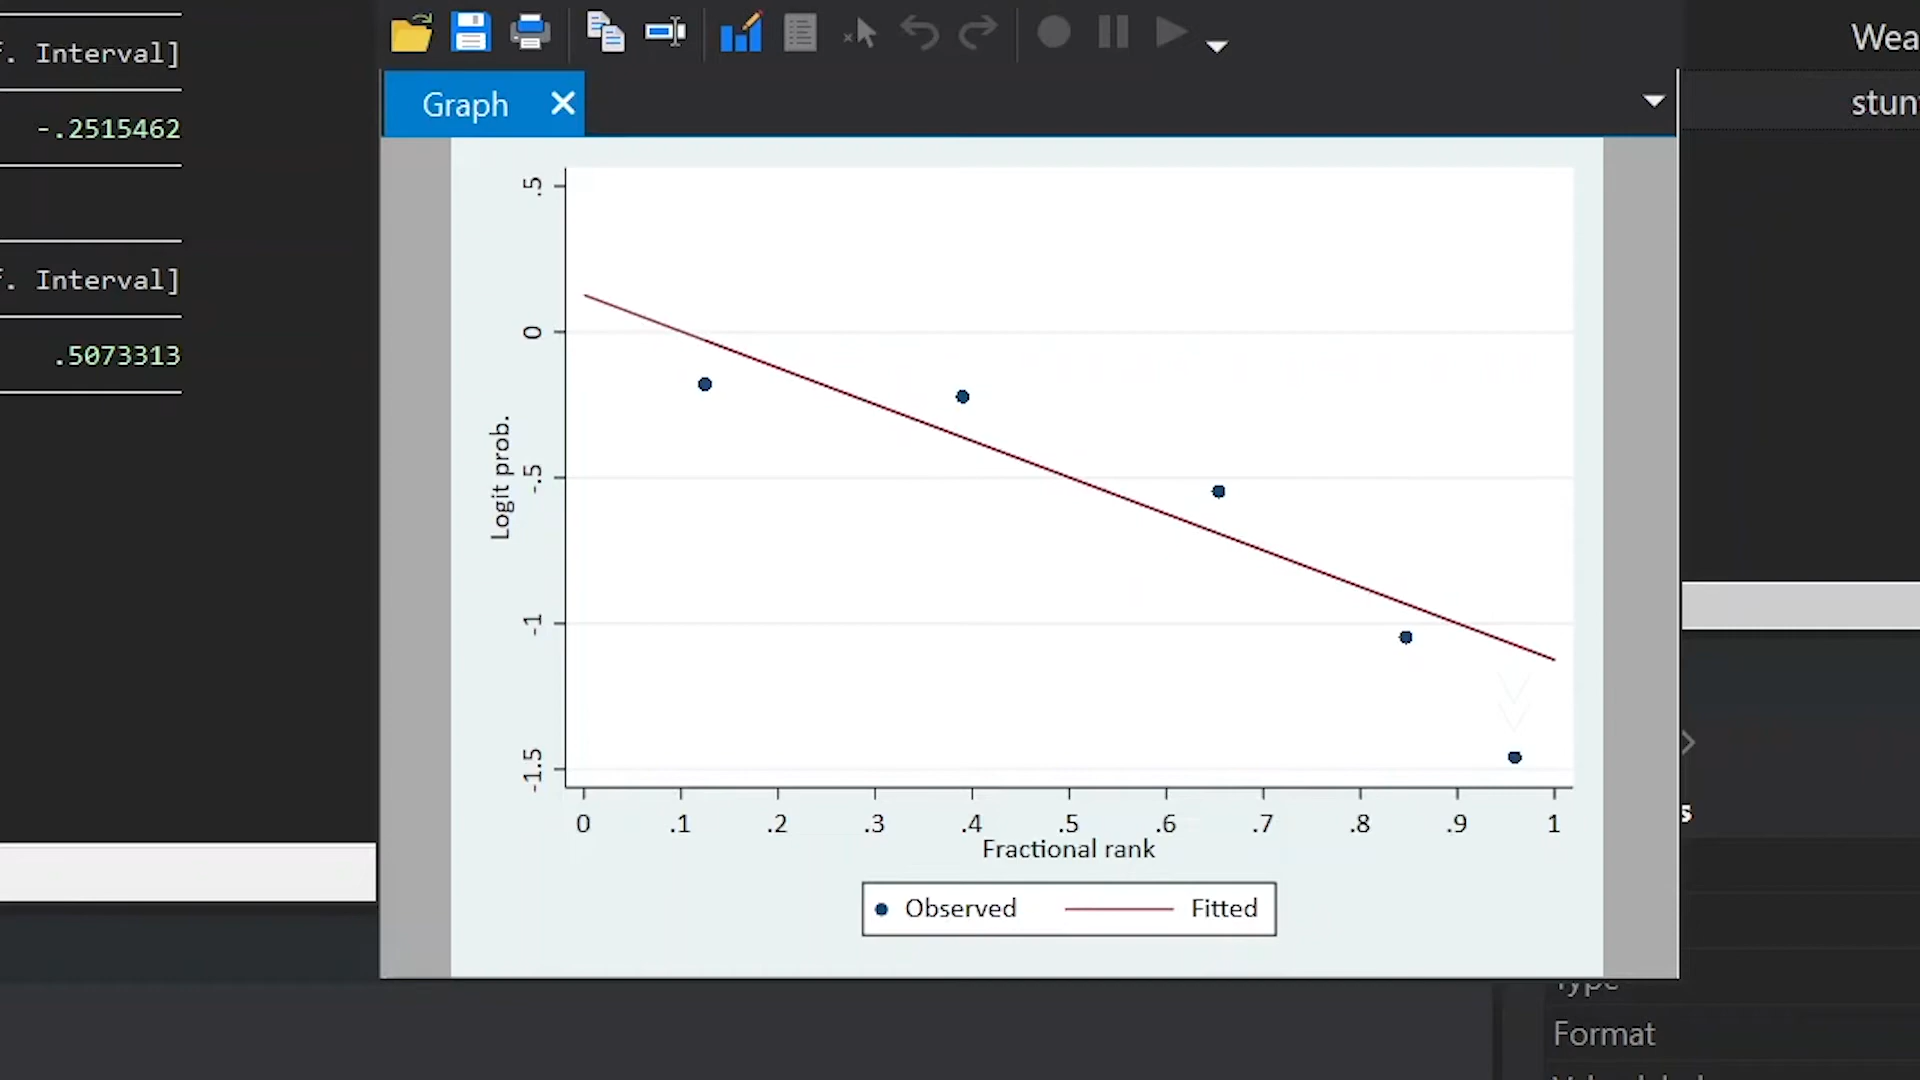 f. Interval]
-.2515462
f. Interval]
.5073313
Graph
.5
0
-.5
-1
-1.5
Logit prob.
0 .1 .2 .3 .4 .5 .6 .7 .8 .9 1
Fractional rank
Observed Fitted
Wea
stun
s
Type
Format